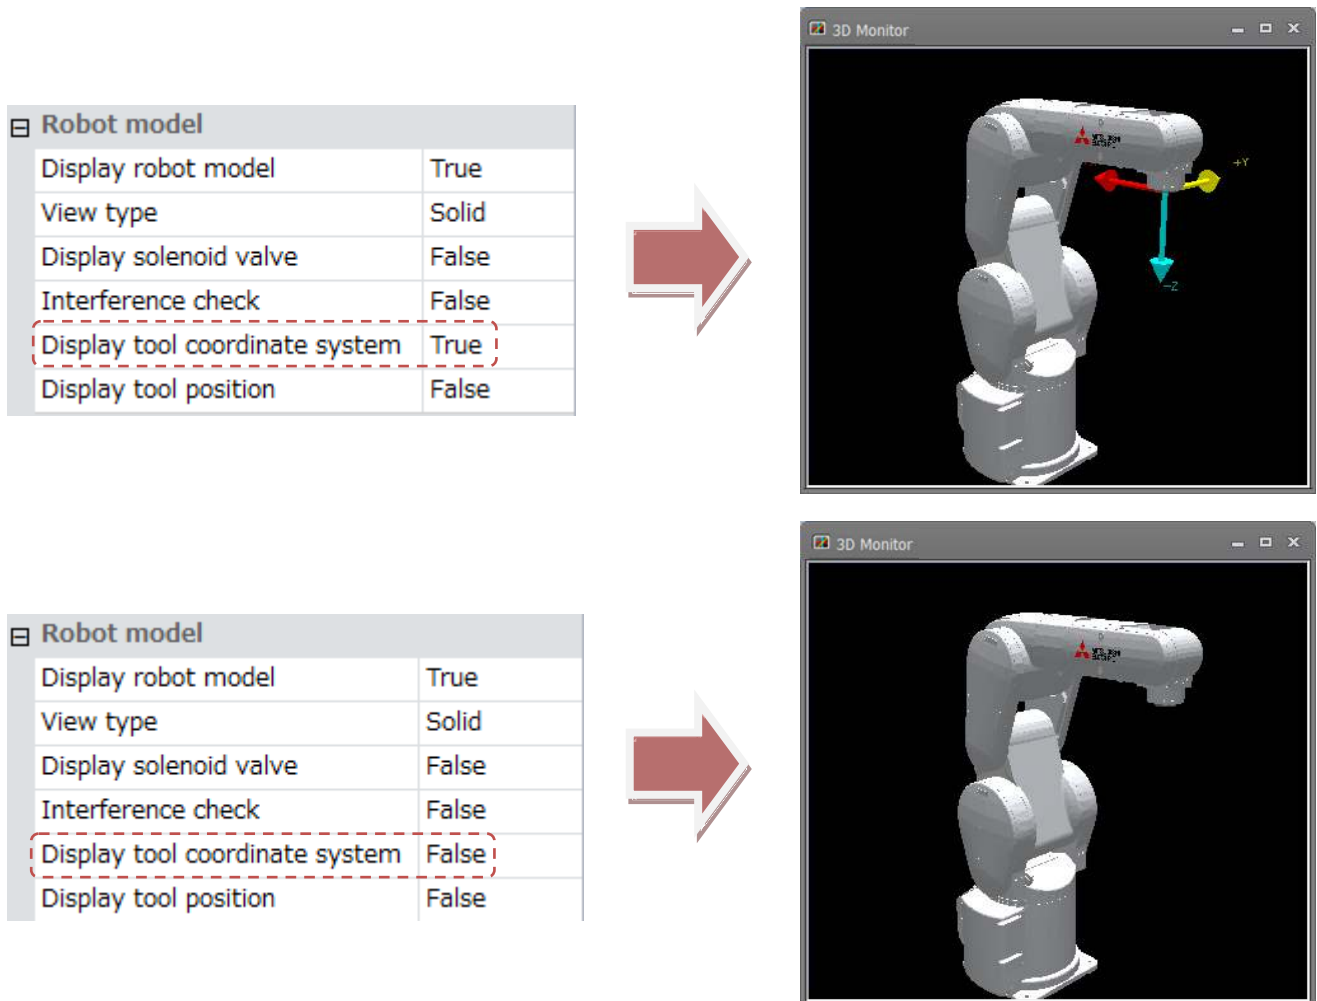 3D Monitor
Robot model
Display robot model True
View type Solid
Display solenoid valve False
Interference check False
Display tool coordinate system True
Display tool position False
+Y
-Z
3D Monitor
Robot model
Display robot model True
View type Solid
Display solenoid valve False
Interference check False
Display tool coordinate system False
Display tool position False